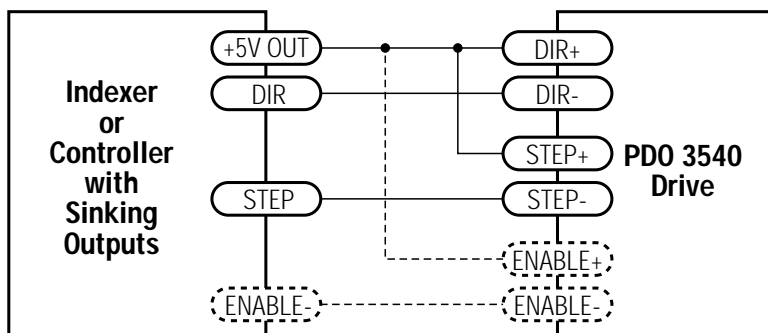 +5V OUT
DIR+
Indexer
or
Controller
with
Sinking
Outputs
DIR
DIR-
STEP+
PDO 3540
Drive
STEP
STEP-
ENABLE+
ENABLE-
ENABLE-